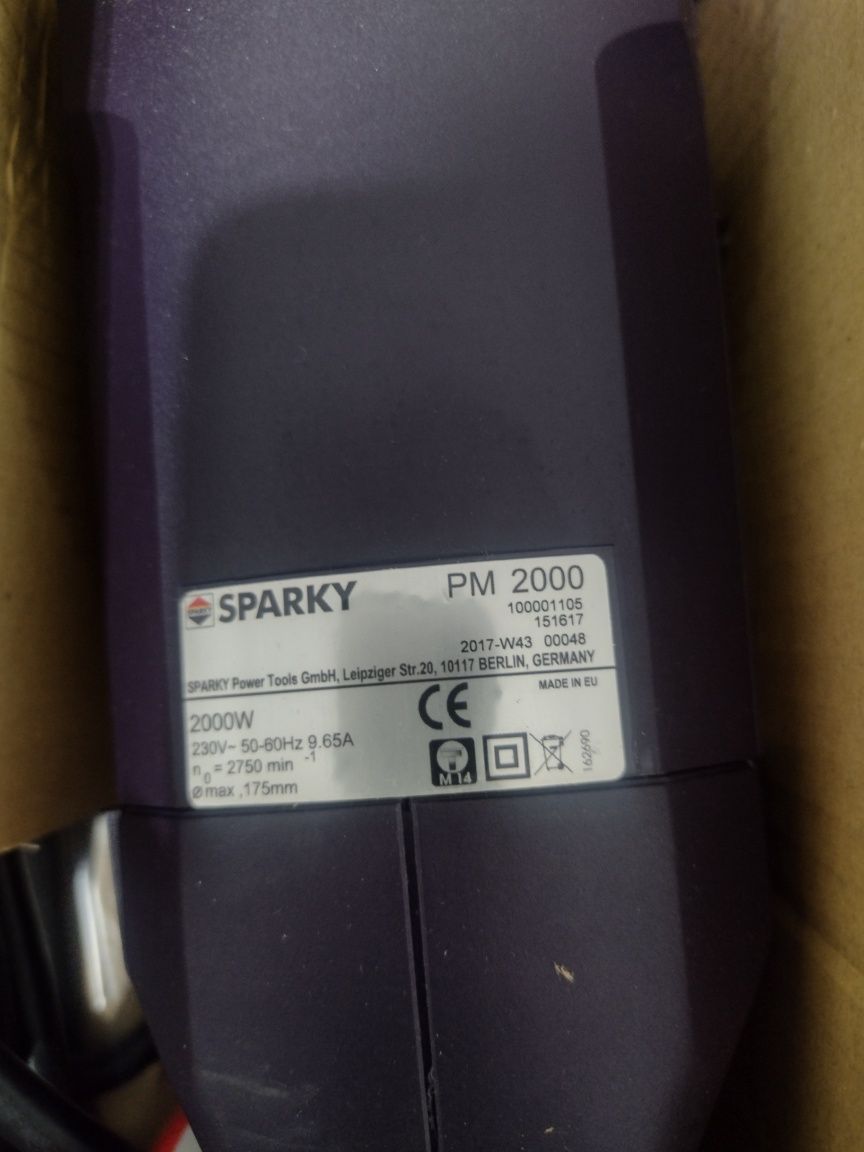 SPARKY
PM 2000
100001105
151617
2017-W43 00048
SPARKY Power Tools GmbH, Leipziger Str.20, 10117 BERLIN, GERMANY
MADE IN EU
2000W
230V~ 50-60Hz 9.65A
n0 = 2750 min -1
Ømax ,175mm
CE
M 14
162690